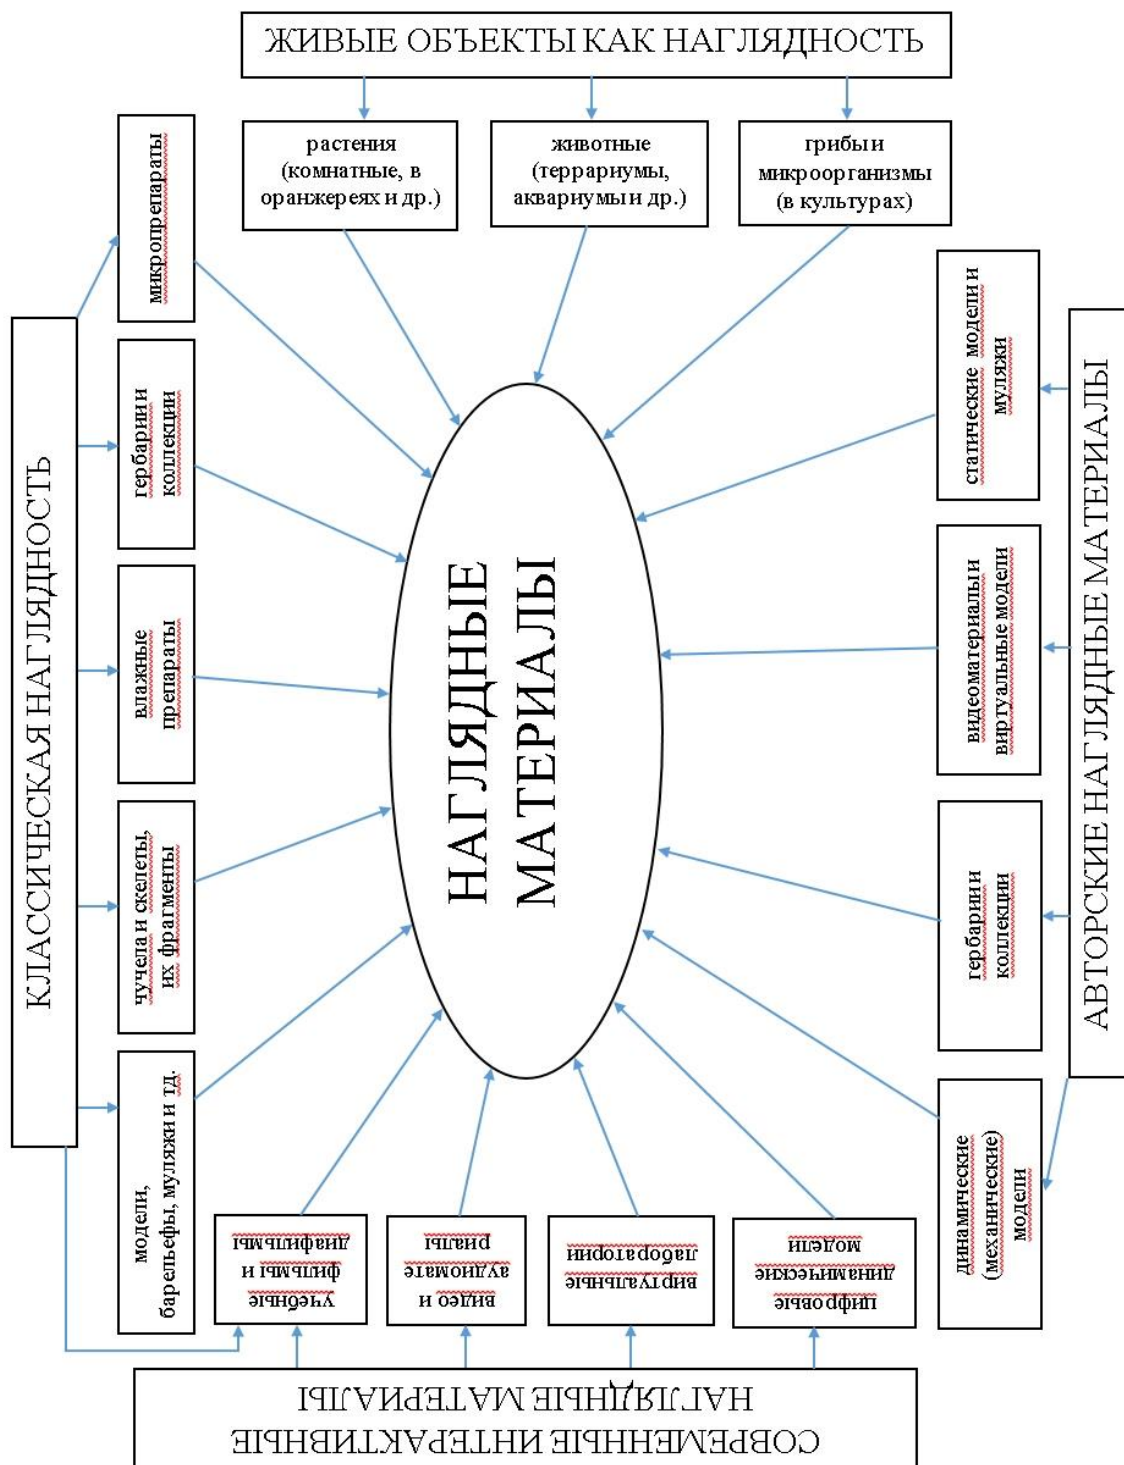 ЖИВЫЕ ОБЪЕКТЫ КАК НАГЛЯДНОСТЬ
растения
(комнатные, в
оранжереях и др.)
животные
(террариумы,
аквариумы и др.)
грибы и
микроорганизмы
(в культурах)
КЛАССИЧЕСКАЯ НАГЛЯДНОСТЬ
микропрепараты
гербарии и
коллекции
влажные
препараты
чучела и скелеты,
их фрагменты
модели,
барельефы, муляжи и тд.
НАГЛЯДНЫЕ
МАТЕРИАЛЫ
АВТОРСКИЕ НАГЛЯДНЫЕ МАТЕРИАЛЫ
статические модели и
муляжи
видеоматериалы и
виртуальные модели
гербарии и
коллекции
динамические
(механические)
модели
СОВРЕМЕННЫЕ ИНТЕРАКТИВНЫЕ
НАГЛЯДНЫЕ МАТЕРИАЛЫ
учебные
фильмы и
диафильмы
видео и
аудиомате
риалы
виртуальные
лаборатории
цифровые
динамические
модели